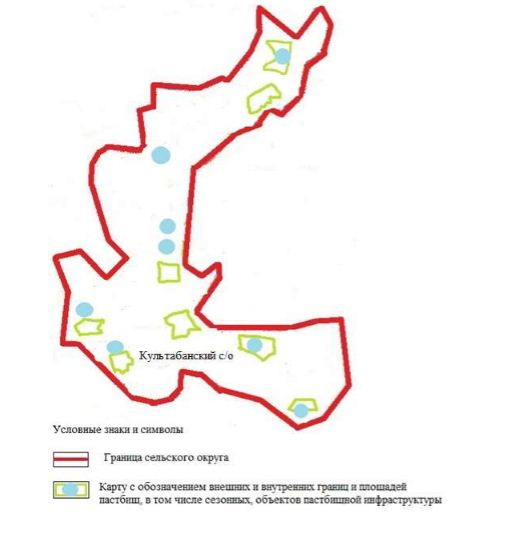 Культабанский с/о
Условные знаки и символы
Граница сельского округа
Карту с обозначением внешних и внутренних границ и площадей
пастбищ, в том числе сезонных, объектов пастбищной инфраструктуры